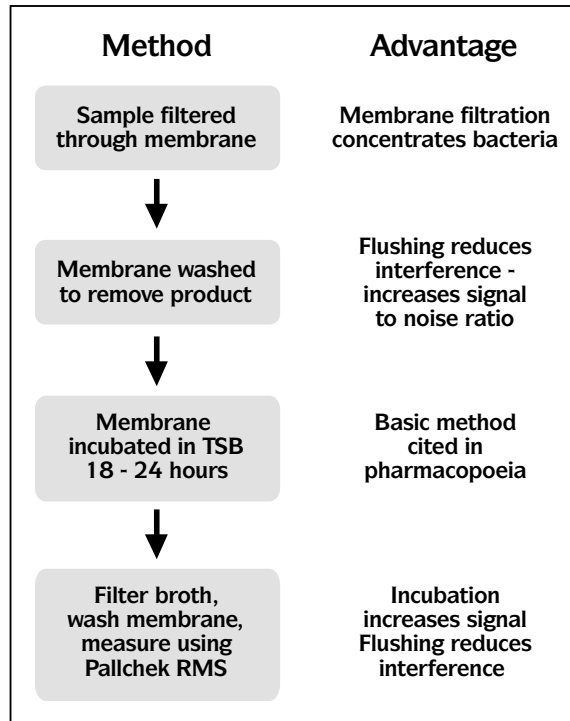 Method
Advantage
Sample filtered
through membrane
Membrane filtration
concentrates bacteria
Membrane washed
to remove product
Flushing reduces
interference -
increases signal
to noise ratio
Membrane
incubated in TSB
18 - 24 hours
Basic method
cited in
pharmacopoeia
Filter broth,
wash membrane,
measure using
Pallchek RMS
Incubation
increases signal
Flushing reduces
interference